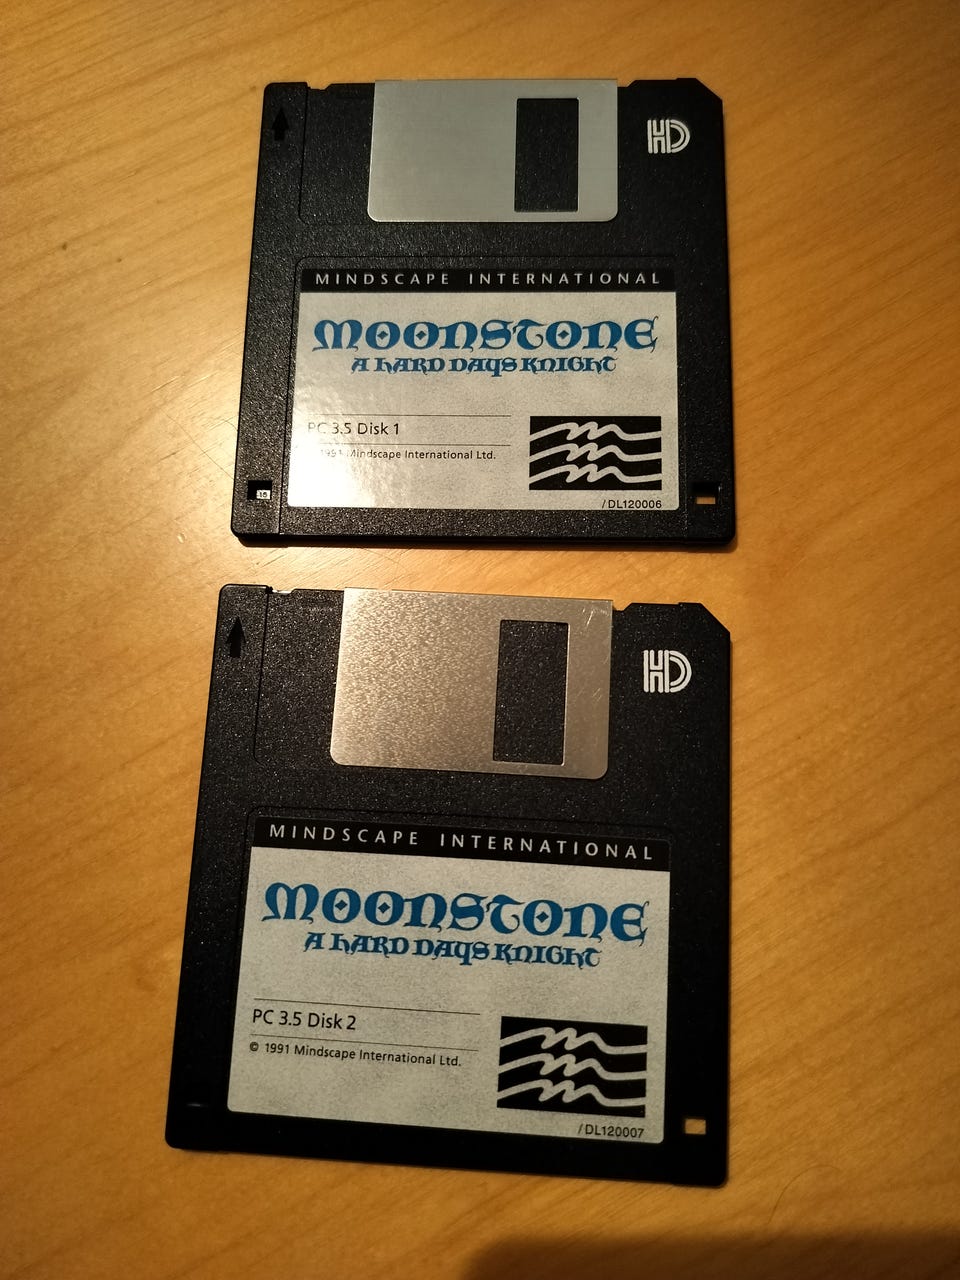 HD
MINDSCAPE INTERNATIONAL
MOONSTONE
A HARD DAYS KNIGHT
PC 3.5 Disk 1
1991 Mindscape International Ltd.
/DL120006
HD
MINDSCAPE INTERNATIONAL
MOONSTONE
A HARD DAYS KNIGHT
PC 3.5 Disk 2
© 1991 Mindscape International Ltd.
/DL120007